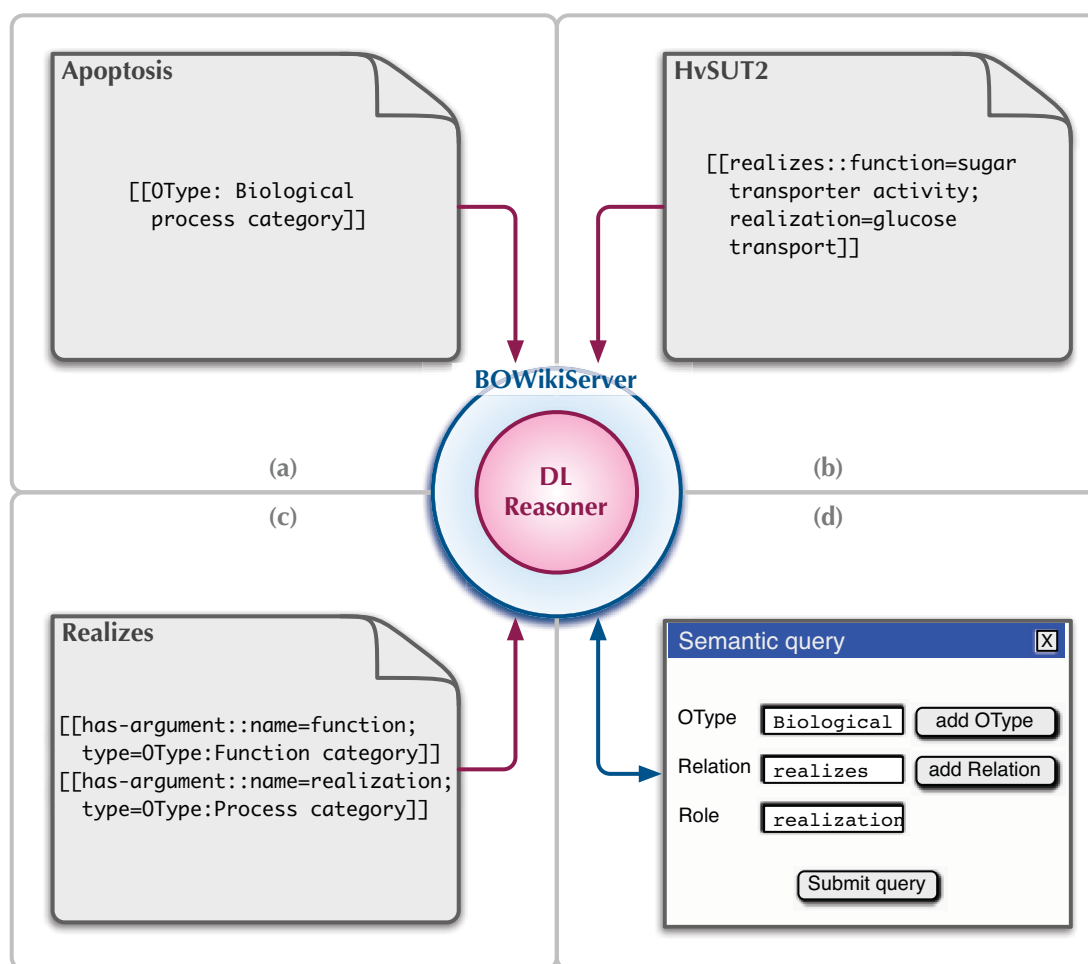 Apoptosis
[[OType: Biological
process category]]
(a)
HvSUT2
[[realizes::function=sugar
transporter activity;
realization=glucose
transport]]
(b)
BOWikiServer
DL
Reasoner
(c)
Realizes
[[has-argument::name=function;
type=OType:Function category]]
[[has-argument::name=realization;
type=OType:Process category]]
(d)
Semantic query X
OType Biological add OType
Relation realizes add Relation
Role realization
Submit query